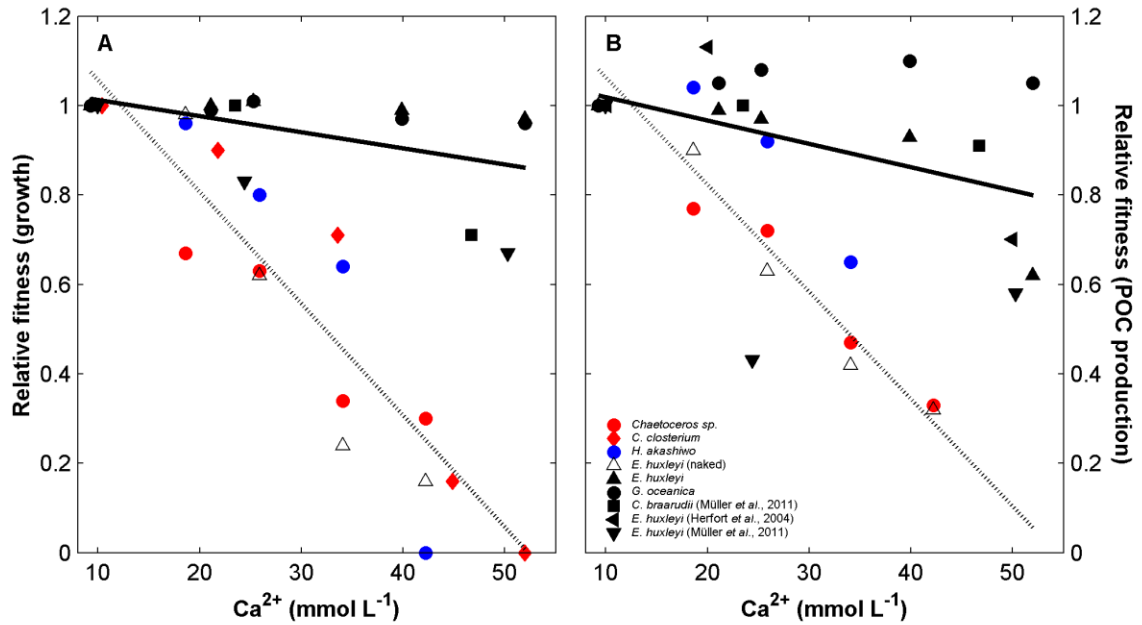 A
Relative fitness (growth)
1.2
1
0.8
0.6
0.4
0.2
0
10 20 30 40 50
Ca2+ (mmol L-1)
B
1.2
1
0.8
0.6
0.4
0.2
0
Relative fitness (POC production)
10 20 30 40 50
Ca2+ (mmol L-1)
Chaetoceros sp.
C. closterium
H. akashiwo
E. huxleyi (naked)
E. huxleyi
G. oceanica
C. braarudii (Müller et al., 2011)
E. huxleyi (Herfort et al., 2004)
E. huxleyi (Müller et al., 2011)